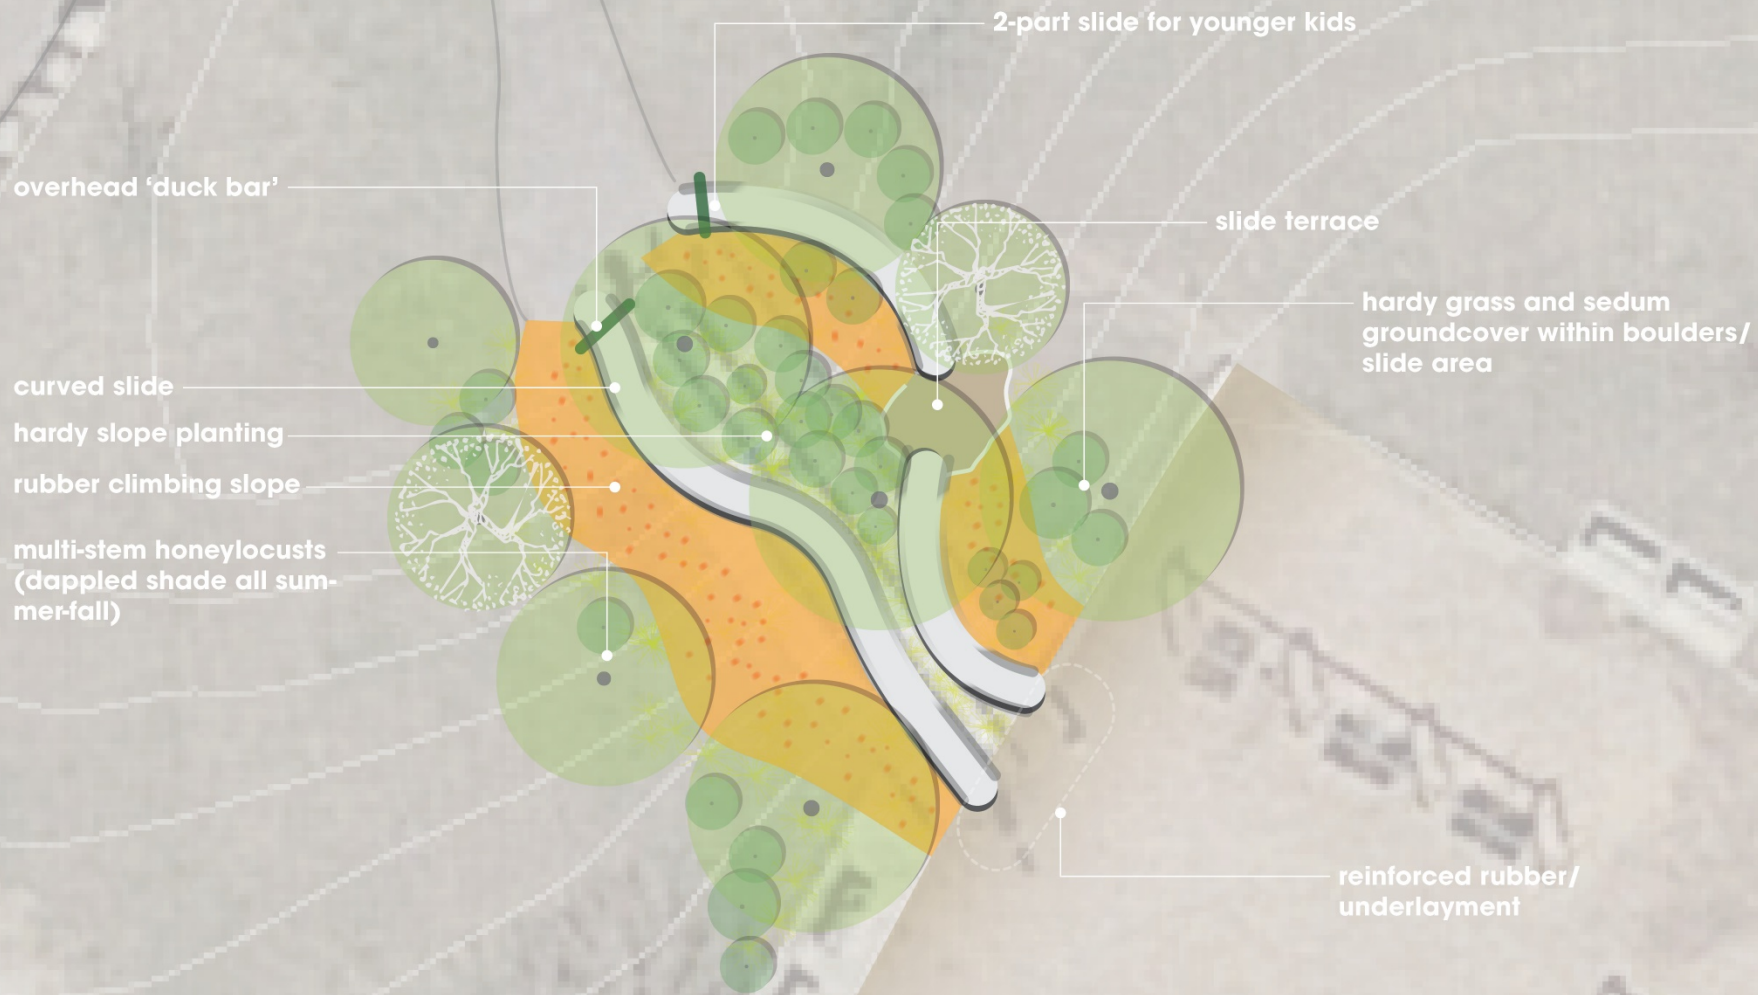 2-part slide for younger kids
overhead ‘duck bar’
slide terrace
hardy grass and sedum
groundcover within boulders/
slide area
curved slide
hardy slope planting
rubber climbing slope
multi-stem honeylocusts
(dappled shade all sum-
mer-fall)
reinforced rubber/
underlayment